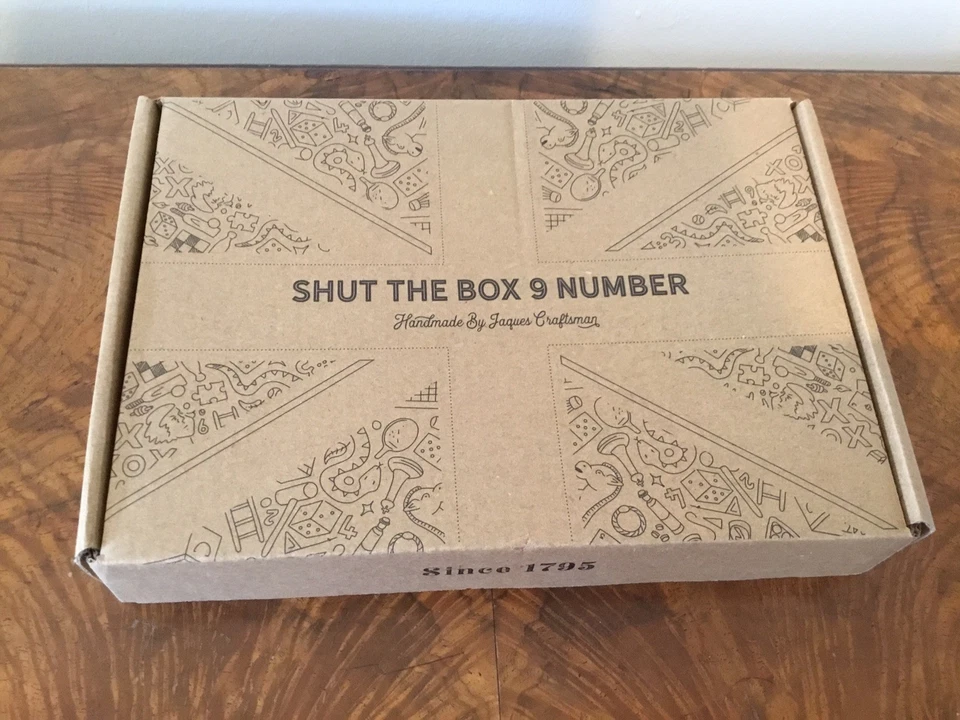 SHUT THE BOX 9 NUMBER
Handmade By Jaques Craftsman
Since 1795